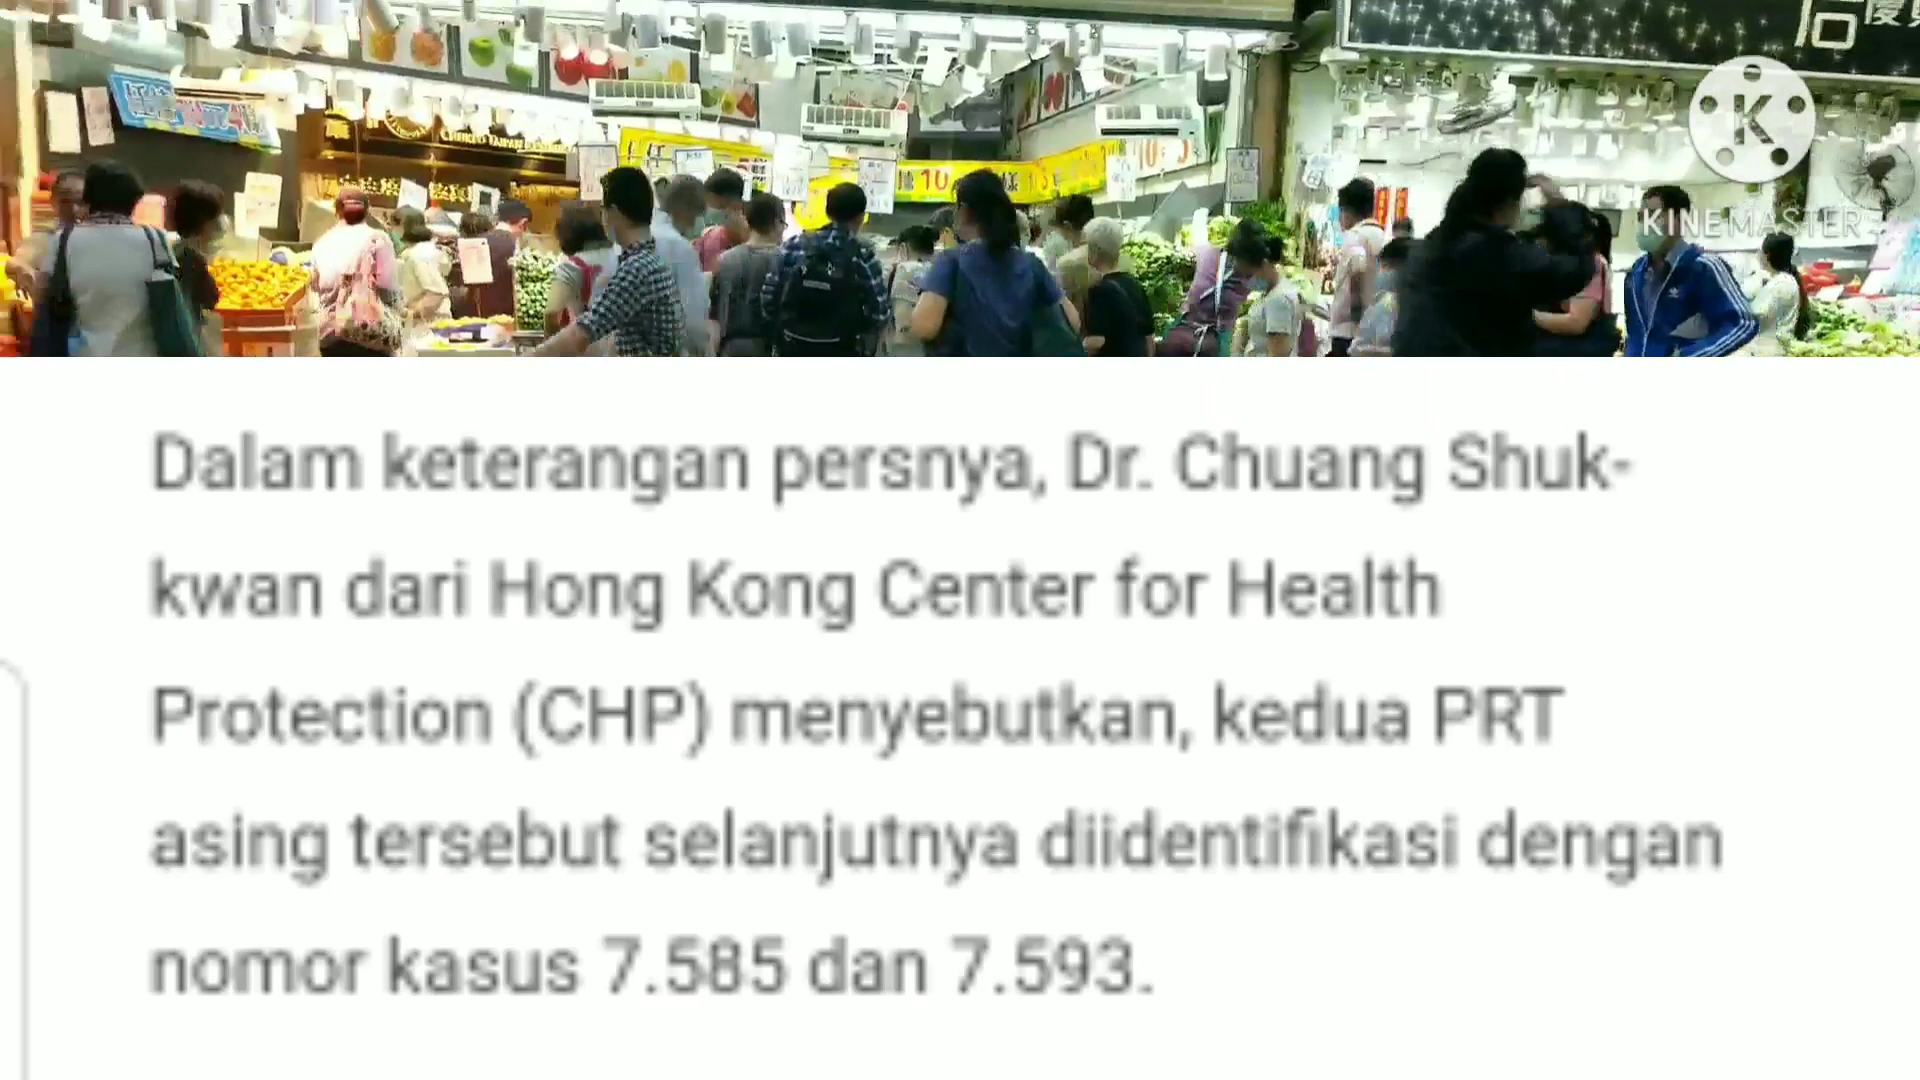 10
KINEMASTER
Dalam keterangan persnya, Dr. Chuang Shuk-
kwan dari Hong Kong Center for Health
Protection (CHP) menyebutkan, kedua PRT
asing tersebut selanjutnya diidentifikasi dengan
nomor kasus 7.585 dan 7.593.